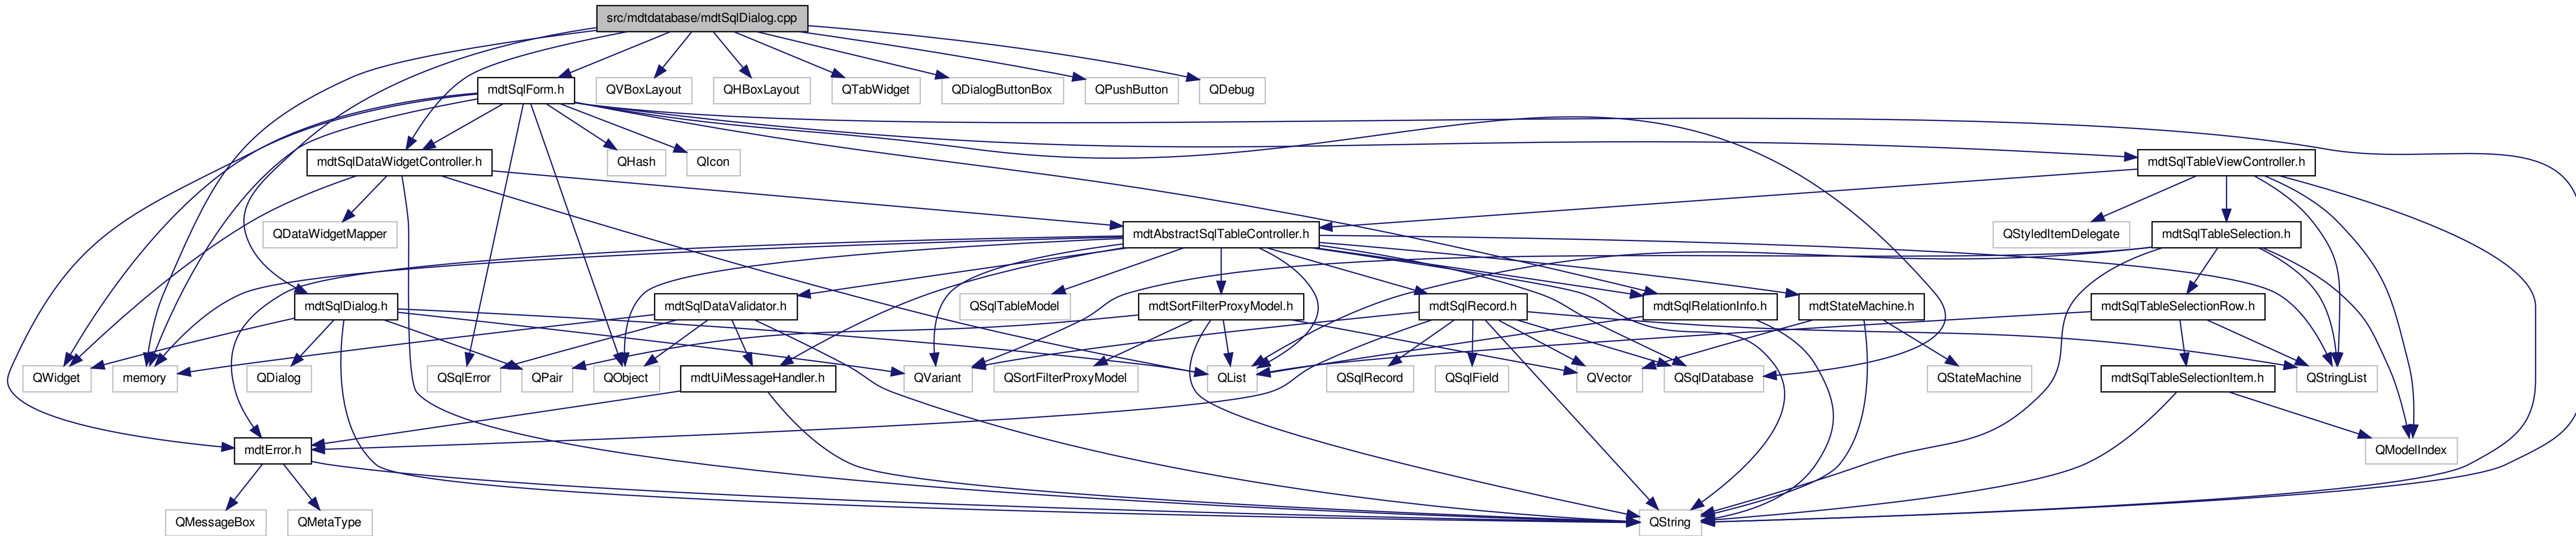 src/mdtdatabase/mdtSqlDialog.cpp
mdtSqlForm.h
QVBoxLayout
QHBoxLayout
QTabWidget
QDialogButtonBox
QPushButton
QDebug
mdtSqlDataWidgetController.h
QHash
QIcon
mdtSqlTableViewController.h
QDataWidgetMapper
mdtAbstractSqlTableController.h
QStyledItemDelegate
mdtSqlTableSelection.h
mdtSqlDialog.h
mdtSqlDataValidator.h
QSqlTableModel
mdtSortFilterProxyModel.h
mdtSqlRecord.h
mdtSqlRelationInfo.h
mdtStateMachine.h
mdtSqlTableSelectionRow.h
QWidget
memory
QDialog
QSqlError
QPair
QObject
mdtUiMessageHandler.h
QVariant
QSortFilterProxyModel
QList
QSqlRecord
QSqlField
QVector
QSqlDatabase
QStateMachine
mdtSqlTableSelectionItem.h
QStringList
mdtError.h
QModelIndex
QMessageBox
QMetaType
QString